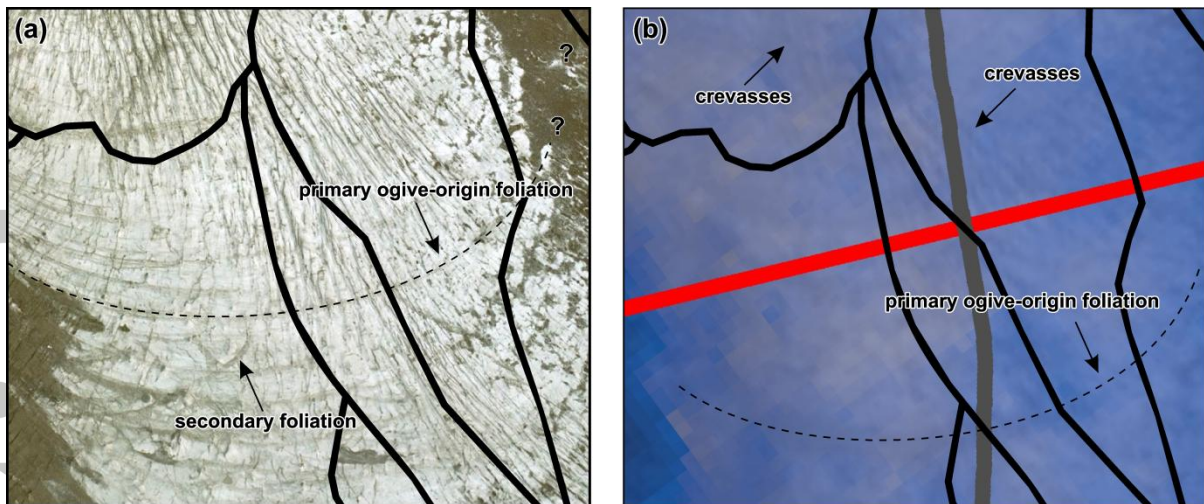 (a)
?
?
primary ogive-origin foliation
secondary foliation
(b)
crevasses
crevasses
primary ogive-origin foliation